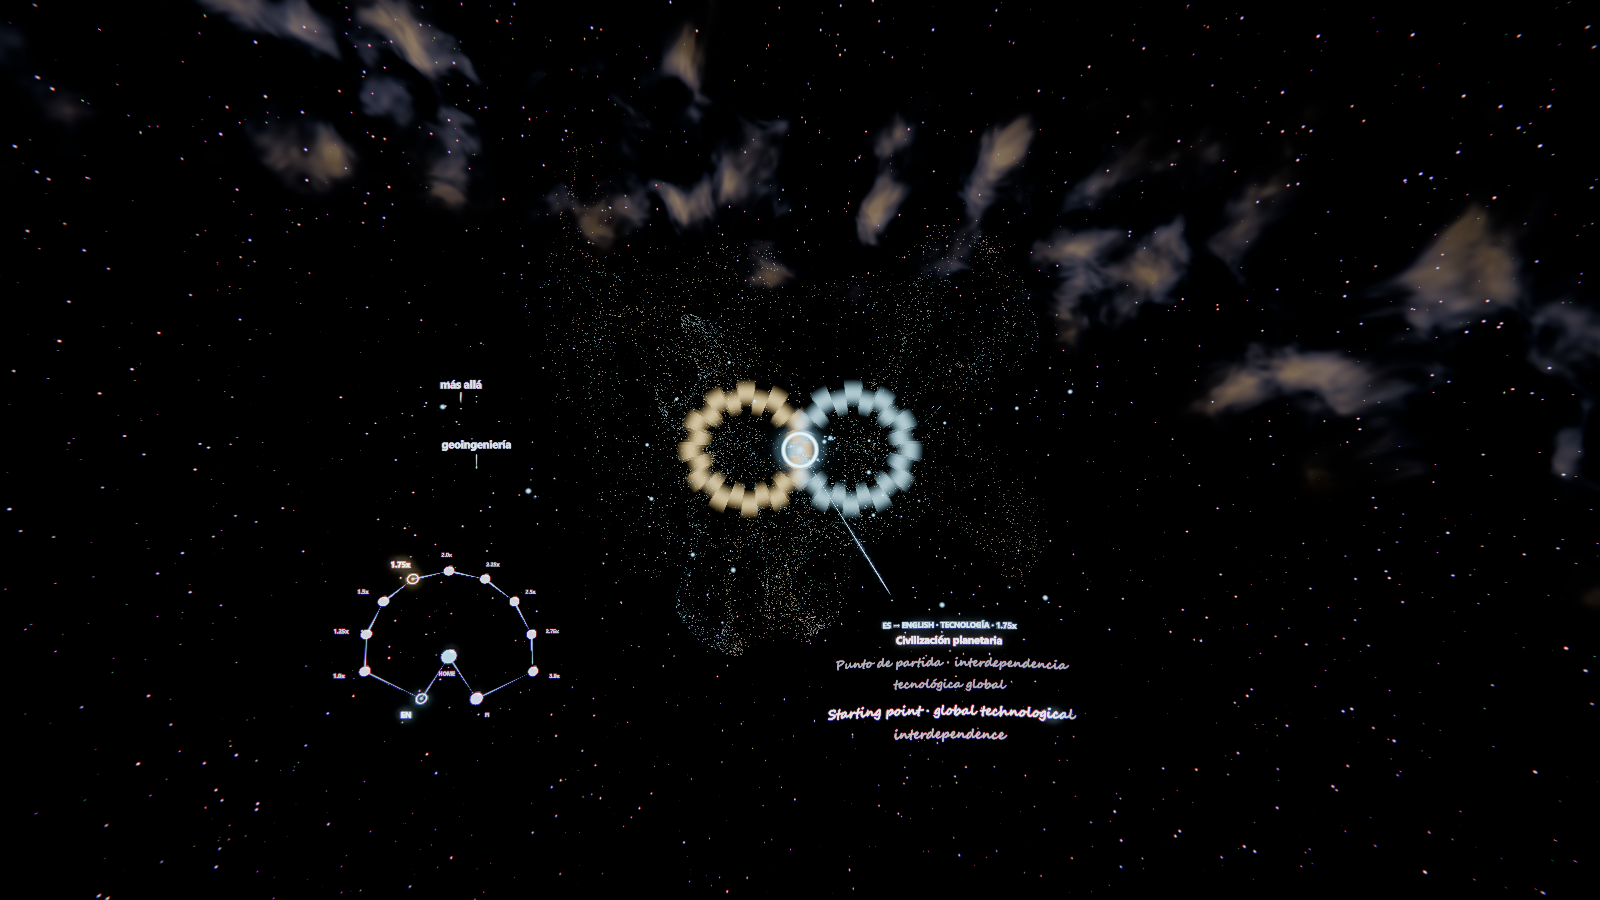 más allá
geoingeniería
2.0x
1.75x
2.25x
1.5x
2.5x
1.25x
2.75x
1.0x
HOME
3.0x
EN
FI
ES → ENGLISH · TECNOLOGÍA · 1.75x
Civilización planetaria
Punto de partida · interdependencia
tecnológica global
Starting point · global technological
interdependence